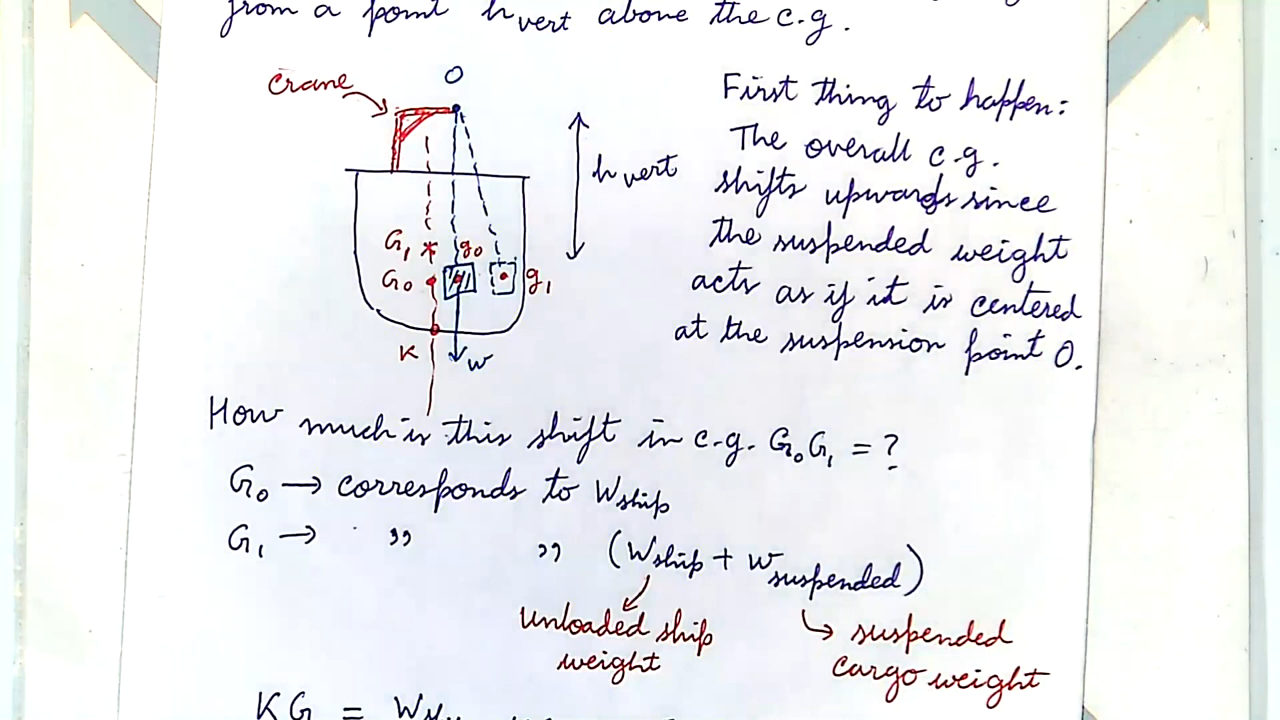 from a point h vert above the c.g.
Crane
O
h vert
G₁
g₀
G₀
g₁
K
w
First thing to happen:
The overall c.g.
shifts upwards since
the suspended weight
acts as if it is centered
at the suspension point O.
How much is this shift in c.g. G₀G₁ = ?
G₀ → corresponds to Wship
G₁ → " " (Wship + wsuspended)
unloaded ship
weight
↳ suspended
cargo weight
KG =